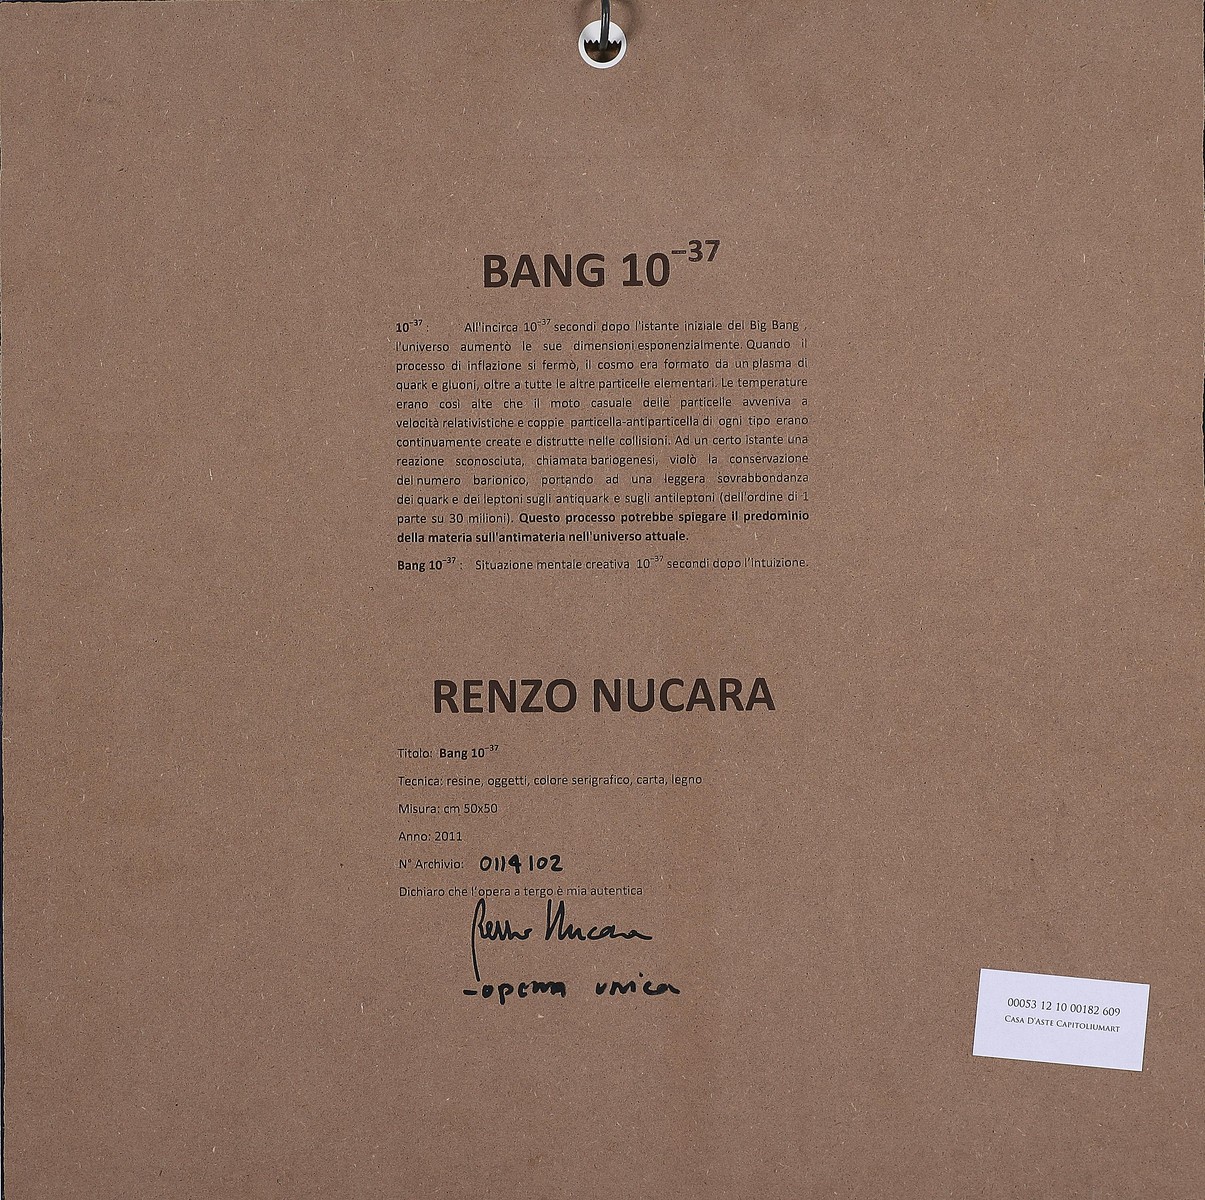 BANG 10⁻³⁷
10⁻³⁷ : All'incirca 10⁻³⁷ secondi dopo l'istante iniziale del Big Bang ,
l'universo aumentò le sue dimensioni esponenzialmente. Quando il
processo di inflazione si fermò, il cosmo era formato da un plasma di
quark e gluoni, oltre a tutte le altre particelle elementari. Le temperature
erano così alte che il moto casuale delle particelle avveniva a
velocità relativistiche e coppie particella-antiparticella di ogni tipo erano
continuamente create e distrutte nelle collisioni. Ad un certo istante una
reazione sconosciuta, chiamata bariogenesi, violò la conservazione
del numero barionico, portando ad una leggera sovrabbondanza
dei quark e dei leptoni sugli antiquark e sugli antileptoni (dell'ordine di 1
parte su 30 milioni). Questo processo potrebbe spiegare il predominio
della materia sull'antimateria nell'universo attuale.
Bang 10⁻³⁷ : Situazione mentale creativa 10⁻³⁷ secondi dopo l'intuizione.
RENZO NUCARA
Titolo: Bang 10⁻³⁷
Tecnica: resine, oggetti, colore serigrafico, carta, legno
Misura: cm 50x50
Anno: 2011
N° Archivio: 0114102
Dichiaro che l'opera a tergo è mia autentica
Renzo Nucara
-opera unica
00053 12 10 00182 609
Casa D'Aste Capitoliumart